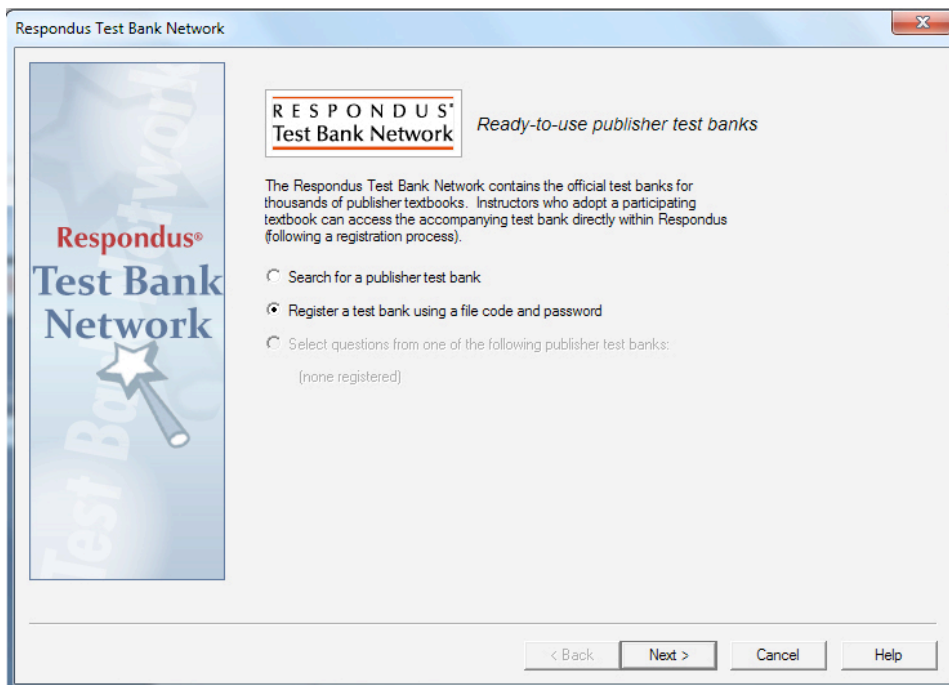 Respondus Test Bank Network
RESPONDUS®
Test Bank Network
Ready-to-use publisher test banks
The Respondus Test Bank Network contains the official test banks for
thousands of publisher textbooks. Instructors who adopt a participating
textbook can access the accompanying test bank directly within Respondus
(following a registration process).
Respondus®
Test Bank
Network
Test Bank Network
Search for a publisher test bank
Register a test bank using a file code and password
Select questions from one of the following publisher test banks:
(none registered)
< Back
Next >
Cancel
Help